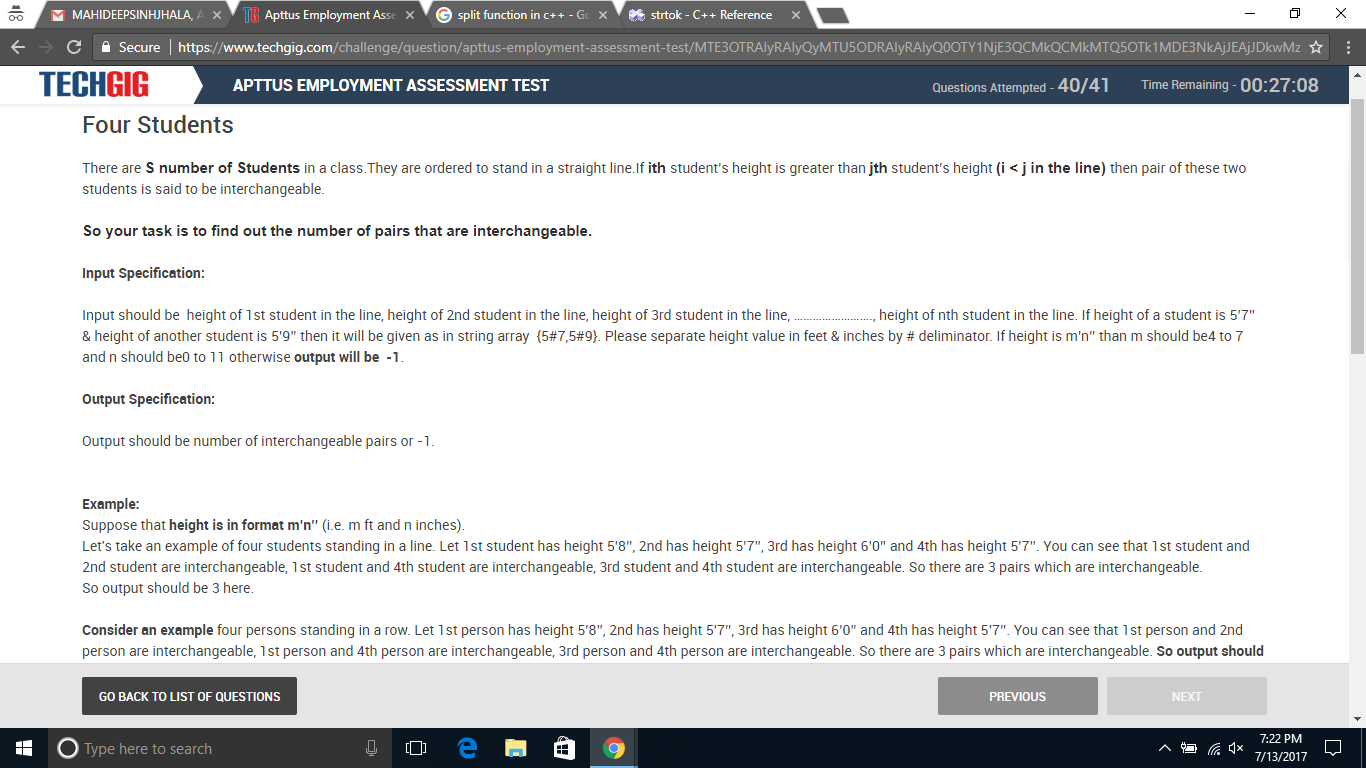 MAHIDEEPSINHJHALA, A
Apttus Employment Asse
split function in c++ - Go
strtok - C++ Reference
Secure
https://www.techgig.com/challenge/question/apttus-employment-assessment-test/MTE3OTRAIyRAIyQyMTU5ODRAIyRAIyQ0OTY1NjE3QCMkQCMkMTQ5OTk1MDE3NkAjJEAjJDkwMz
TECHGIG
APTTUS EMPLOYMENT ASSESSMENT TEST
Questions Attempted - 40/41
Time Remaining - 00:27:08
Four Students
There are S number of Students in a class.They are ordered to stand in a straight line.If ith student's height is greater than jth student's height (i < j in the line) then pair of these two
students is said to be interchangeable.
So your task is to find out the number of pairs that are interchangeable.
Input Specification:
Input should be height of 1st student in the line, height of 2nd student in the line, height of 3rd student in the line, ........................, height of nth student in the line. If height of a student is 5'7"
& height of another student is 5'9" then it will be given as in string array {5#7,5#9}. Please separate height value in feet & inches by # deliminator. If height is m'n" than m should be4 to 7
and n should be0 to 11 otherwise output will be -1.
Output Specification:
Output should be number of interchangeable pairs or -1.
Example:
Suppose that height is in format m'n" (i.e. m ft and n inches).
Let's take an example of four students standing in a line. Let 1st student has height 5'8", 2nd has height 5'7", 3rd has height 6'0" and 4th has height 5'7". You can see that 1st student and
2nd student are interchangeable, 1st student and 4th student are interchangeable, 3rd student and 4th student are interchangeable. So there are 3 pairs which are interchangeable.
So output should be 3 here.
Consider an example four persons standing in a row. Let 1st person has height 5'8", 2nd has height 5'7", 3rd has height 6'0" and 4th has height 5'7". You can see that 1st person and 2nd
person are interchangeable, 1st person and 4th person are interchangeable, 3rd person and 4th person are interchangeable. So there are 3 pairs which are interchangeable. So output should
GO BACK TO LIST OF QUESTIONS
PREVIOUS
NEXT
Type here to search
7:22 PM
7/13/2017